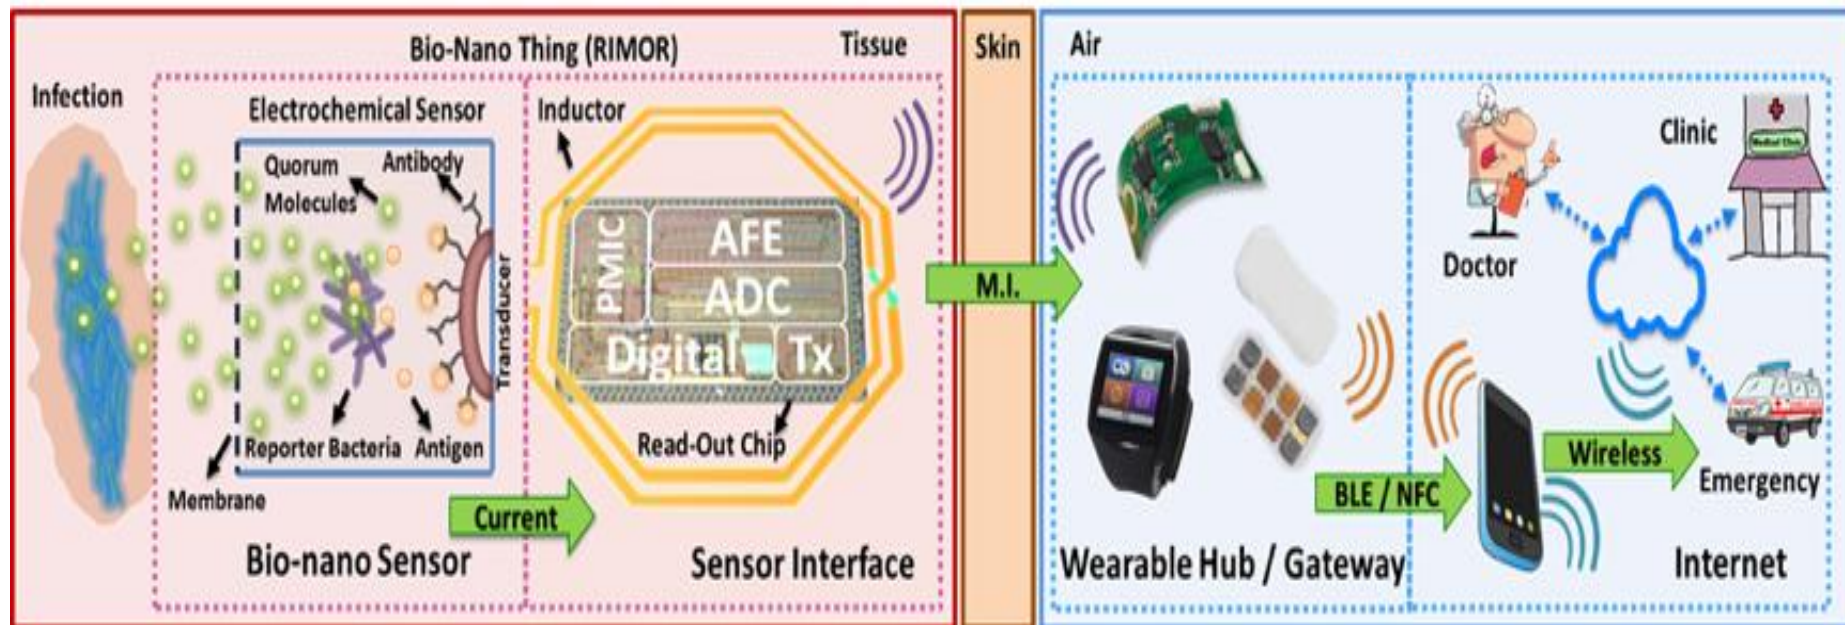 Bio-Nano Thing (RIMOR)
Tissue
Skin
Air
Infection
Electrochemical Sensor
Inductor
Quorum
Molecules
Antibody
Transducer
Reporter Bacteria
Antigen
Membrane
Current
Bio-nano Sensor
PMIC
AFE
ADC
Digital
Tx
Read-Out Chip
Sensor Interface
M.I.
Wearable Hub / Gateway
BLE / NFC
Doctor
Clinic
Medical Clinic
Wireless
Emergency
Internet